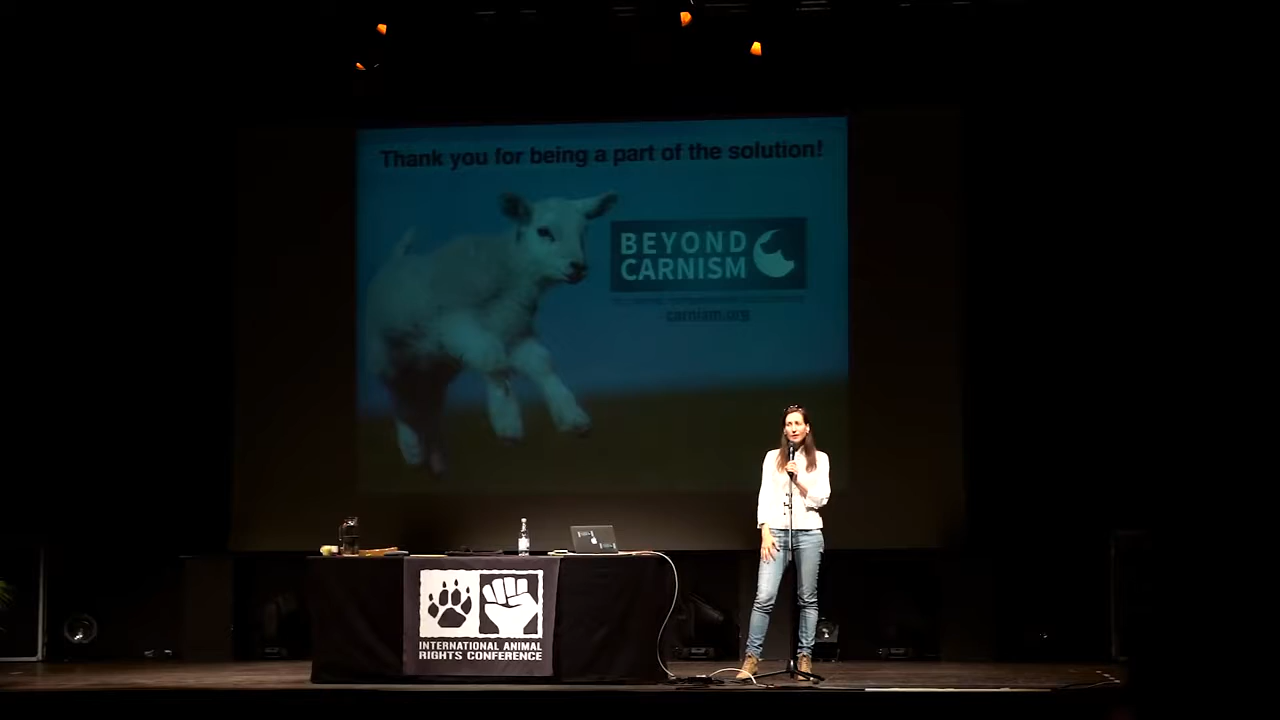 Thank you for being a part of the solution!
BEYOND
CARNISM
carnism.org
INTERNATIONAL ANIMAL
RIGHTS CONFERENCE